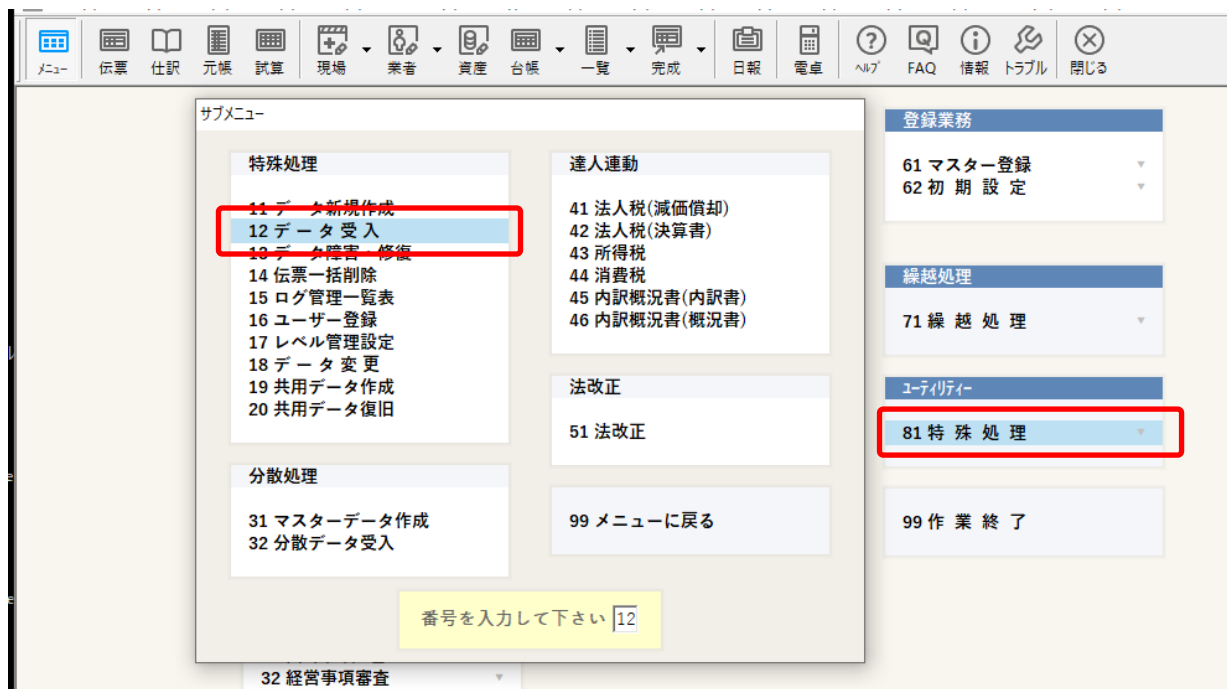 ﾒﾆｭｰ 伝票 仕訳 元帳 試算 現場 業者 資産 台帳 一覧 完成 日報 電卓 ﾍﾙﾌﾟ FAQ 情報 ﾄﾗﾌﾞﾙ 閉じる
サブメニュー
特殊処理
11 データ新規作成
12 デ ー タ 受 入
13 データ障害・修復
14 伝票一括削除
15 ログ管理一覧表
16 ユーザー登録
17 レベル管理設定
18 デ ー タ 変 更
19 共用データ作成
20 共用データ復旧
分散処理
31 マスターデータ作成
32 分散データ受入
達人連動
41 法人税(減価償却)
42 法人税(決算書)
43 所得税
44 消費税
45 内訳概況書(内訳書)
46 内訳概況書(概況書)
法改正
51 法改正
99 メニューに戻る
番号を入力して下さい 12
登録業務
61 マスター登録
62 初 期 設 定
繰越処理
71 繰 越 処 理
ﾕｰﾃｨﾘﾃｨｰ
81 特 殊 処 理
99 作 業 終 了
32 経営事項審査